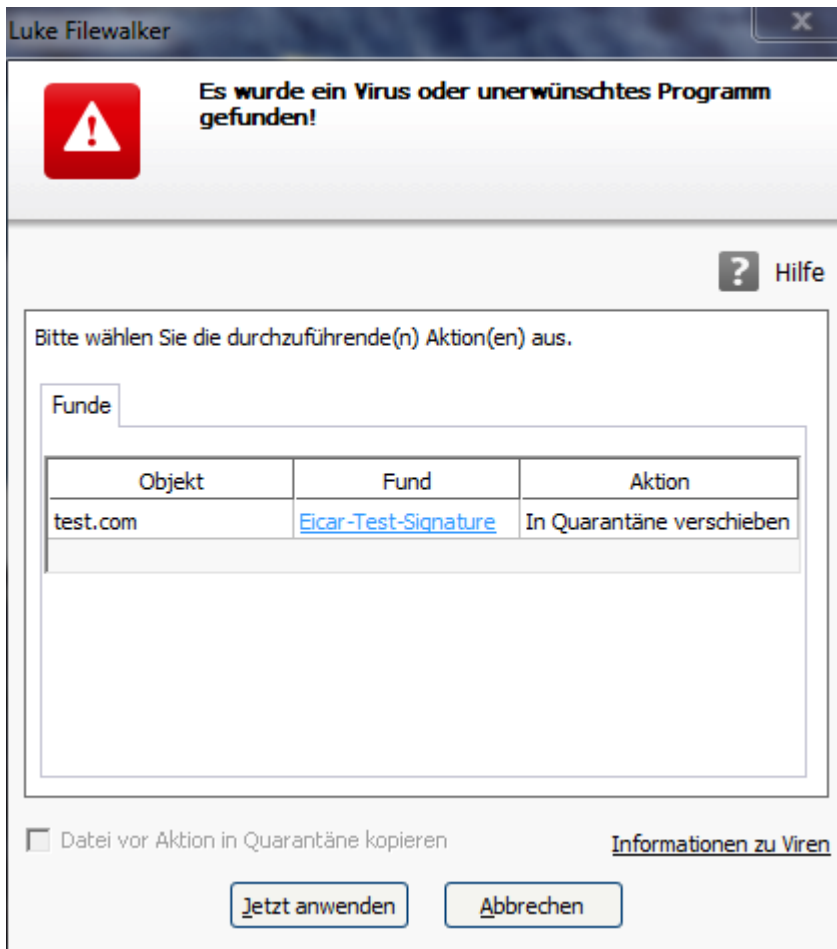 Luke Filewalker
x
Es wurde ein Virus oder unerwünschtes Programm
gefunden!
? Hilfe
Bitte wählen Sie die durchzuführende(n) Aktion(en) aus.
Funde
Objekt Fund Aktion
test.com Eicar-Test-Signature In Quarantäne verschieben
Datei vor Aktion in Quarantäne kopieren Informationen zu Viren
Jetzt anwenden Abbrechen